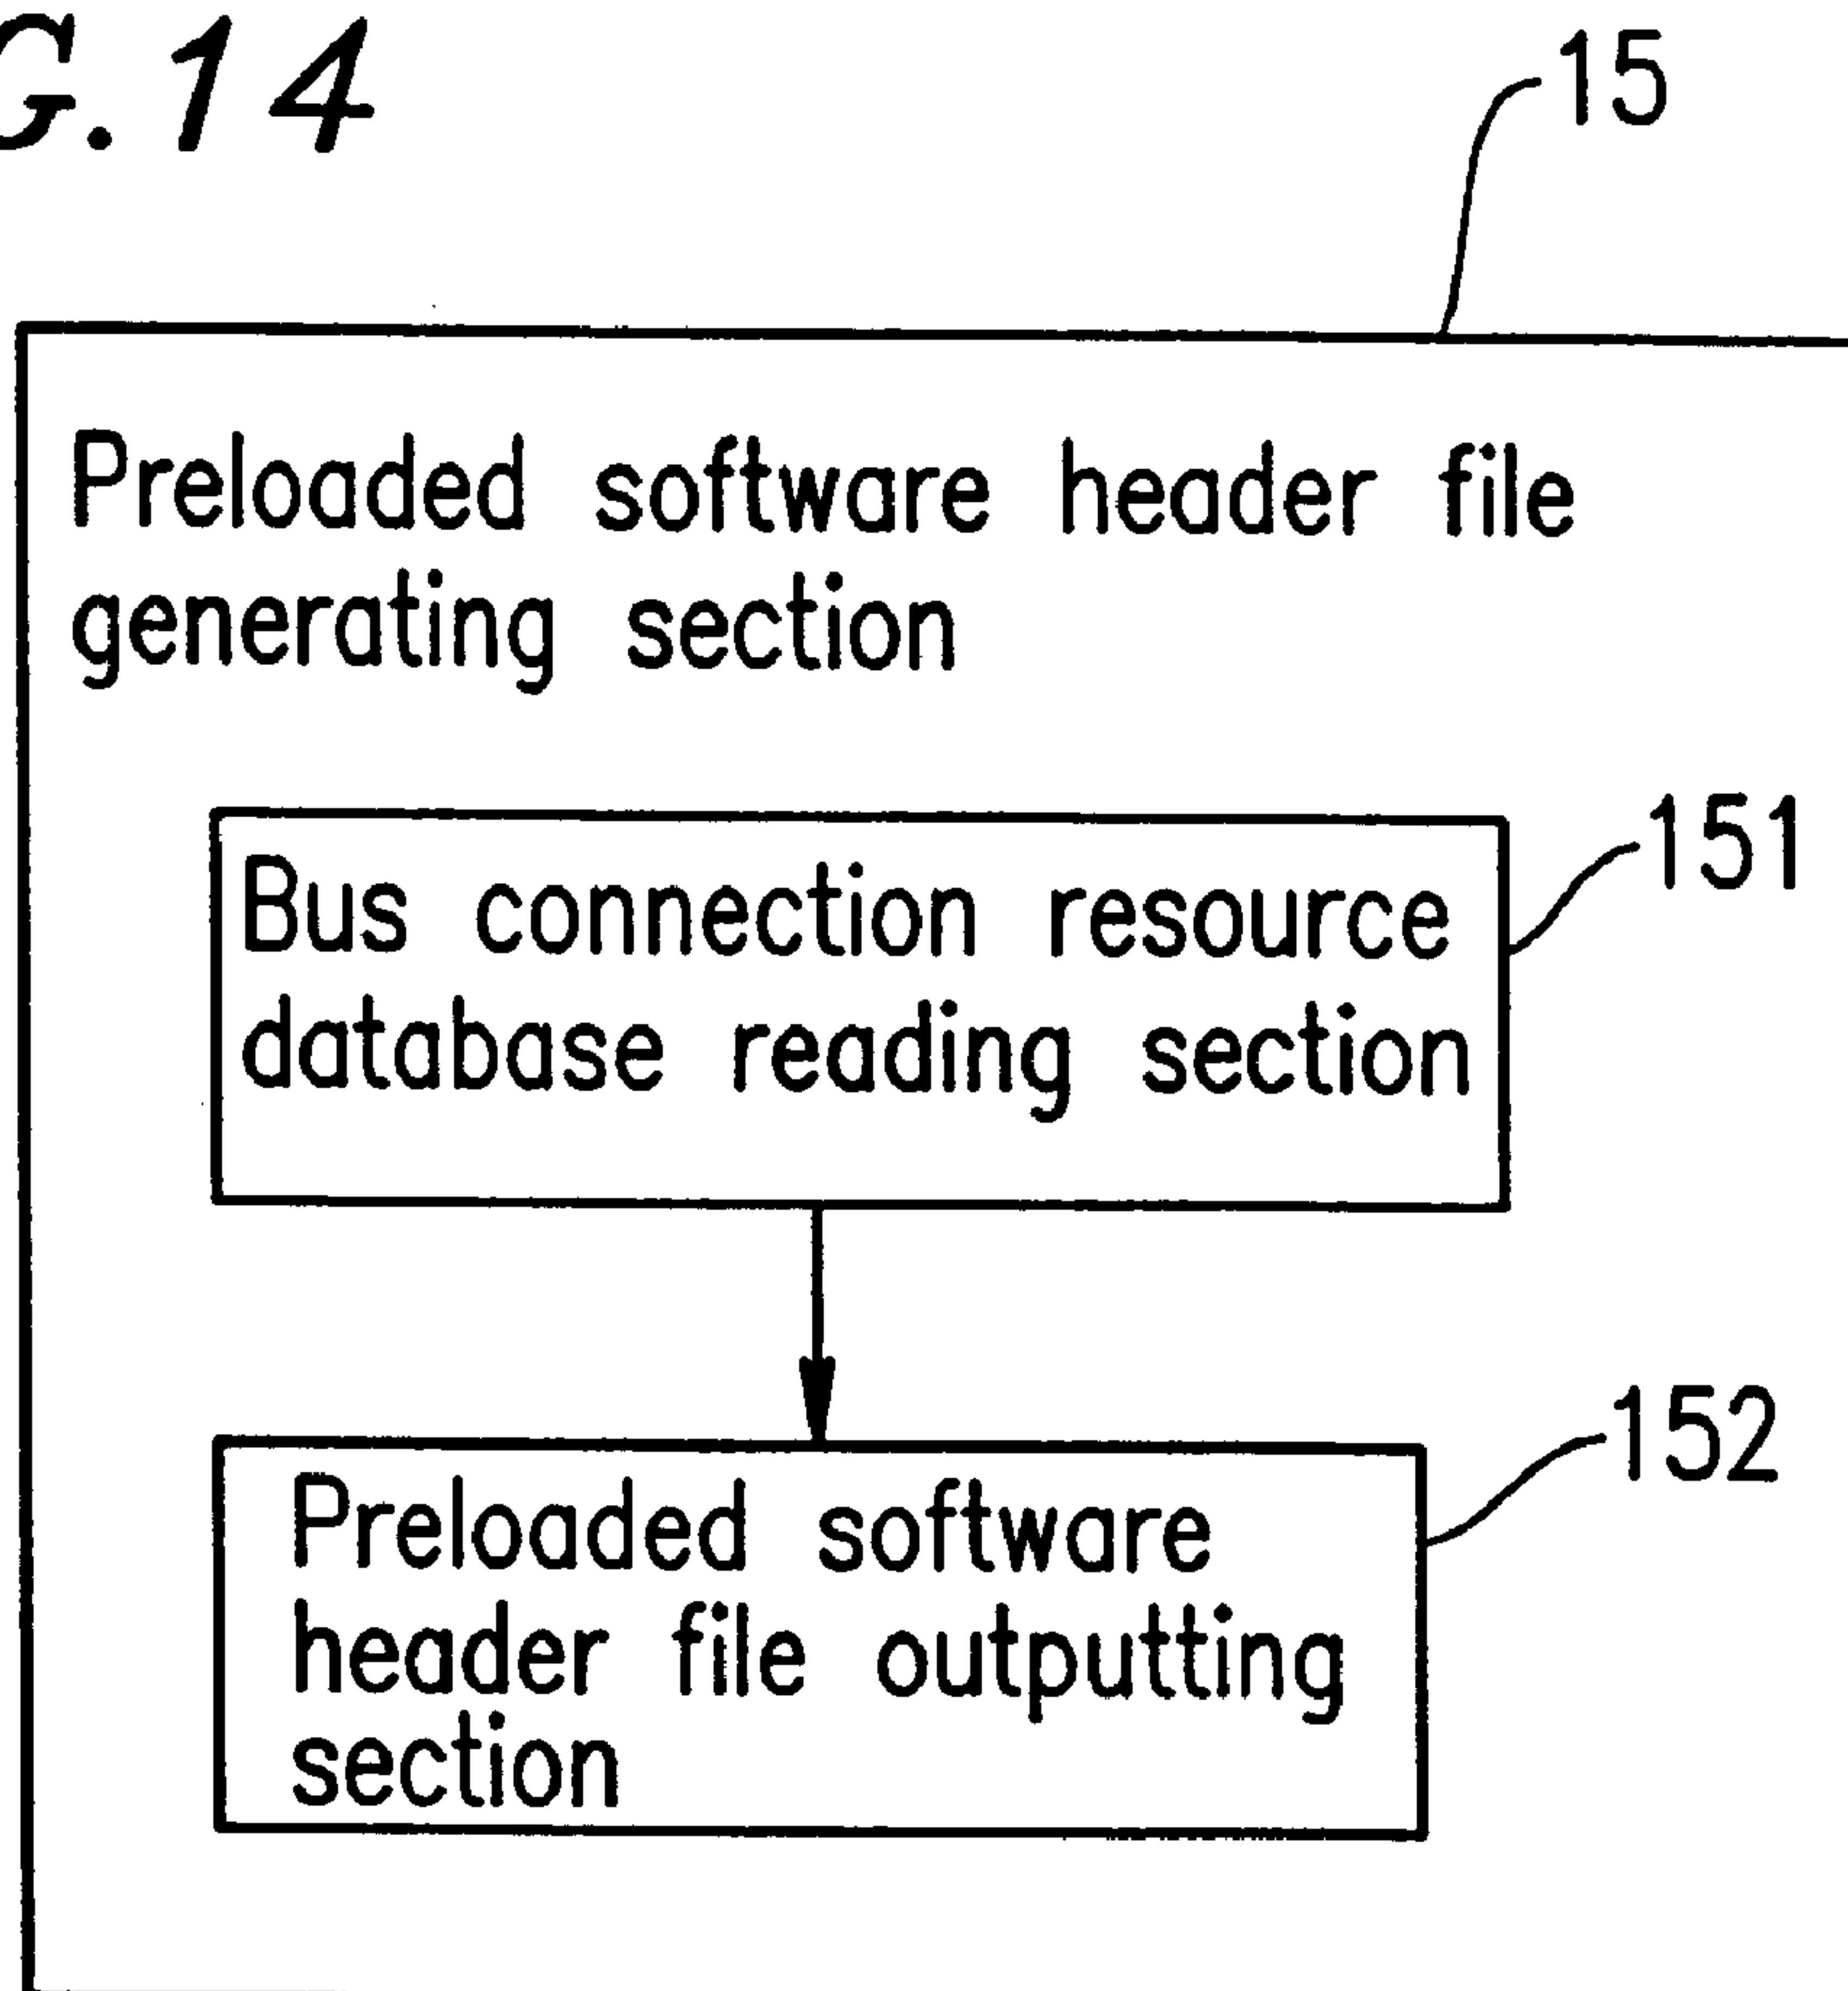 G.14
15
Preloaded software header file
generating section
151
Bus connection resource
database reading section
152
Preloaded software
header file outputting
section